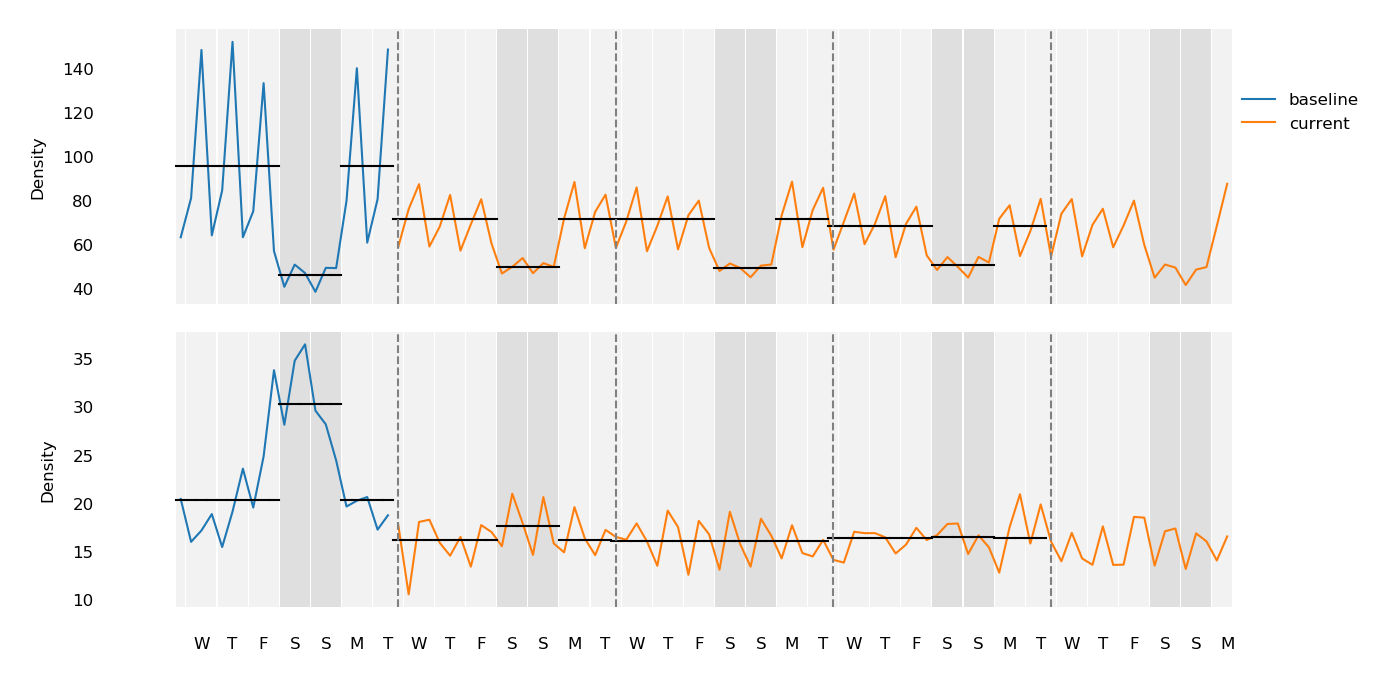 140
120
100
80
60
40
Density
baseline
current
35
30
25
20
15
10
Density
W T F S S M T W T F S S M T W T F S S M T W T F S S M T W T F S S M